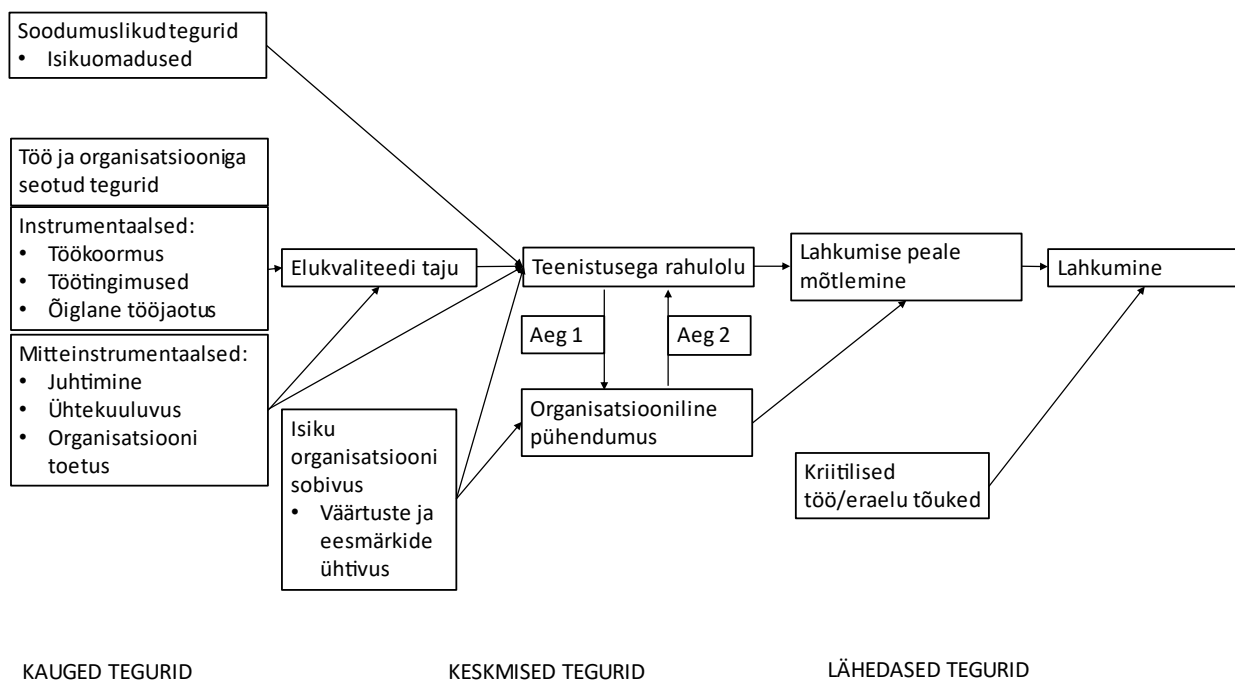 Soodumuslikud tegurid
• Isikuomadused
Töö ja organisatsiooniga
seotud tegurid
Instrumentaalsed:
• Töökoormus
• Töötingimused
• Õiglane tööjaotus
Mitteinstrumentaalsed:
• Juhtimine
• Ühtekuuluvus
• Organisatsiooni
toetus
Elukvaliteedi taju
Isiku
organisatsiooni
sobivus
• Väärtuste ja
eesmärkide
ühtivus
Teenistusega rahulolu
Aeg 1
Aeg 2
Organisatsiooniline
pühendumus
Lahkumise peale
mõtlemine
Kriitilised
töö/eraelu tõuked
Lahkumine
KAUGED TEGURID
KESKMISED TEGURID
LÄHEDASED TEGURID